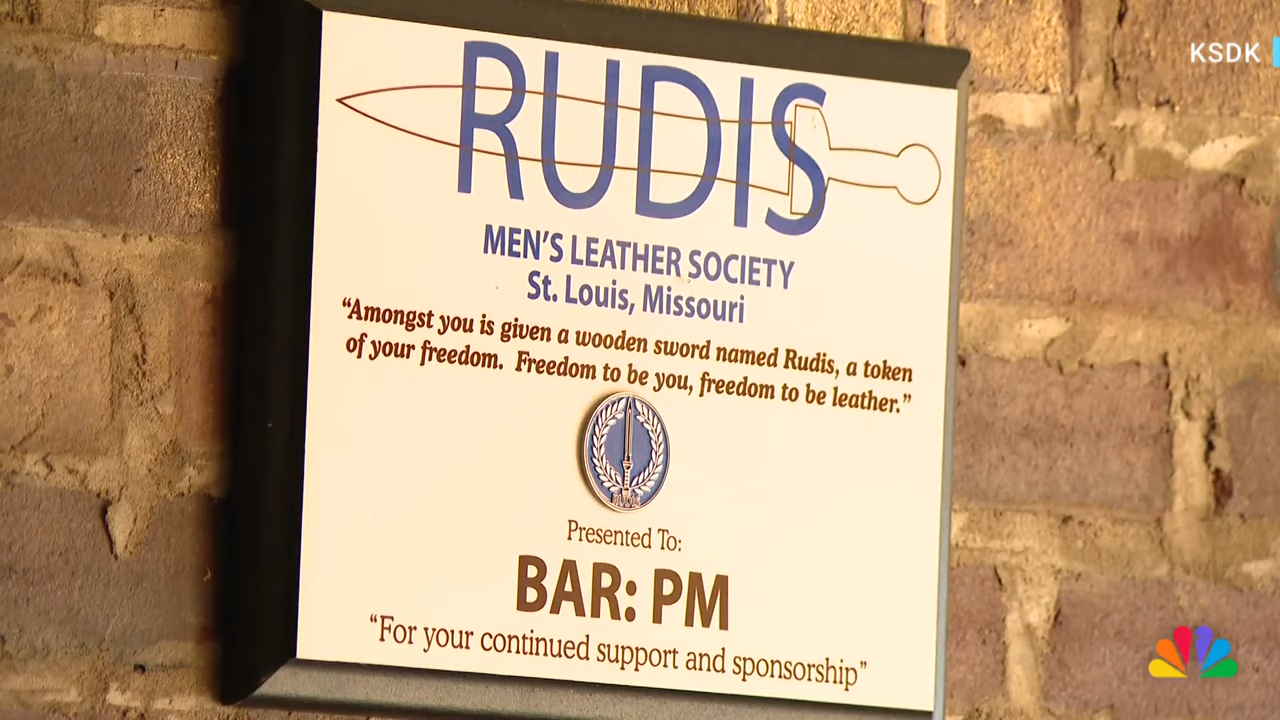 KSDK
RUDIS
MEN'S LEATHER SOCIETY
St. Louis, Missouri
“Amongst you is given a wooden sword named Rudis, a token
of your freedom. Freedom to be you, freedom to be leather.”
RUDIS
Presented To:
BAR: PM
“For your continued support and sponsorship”